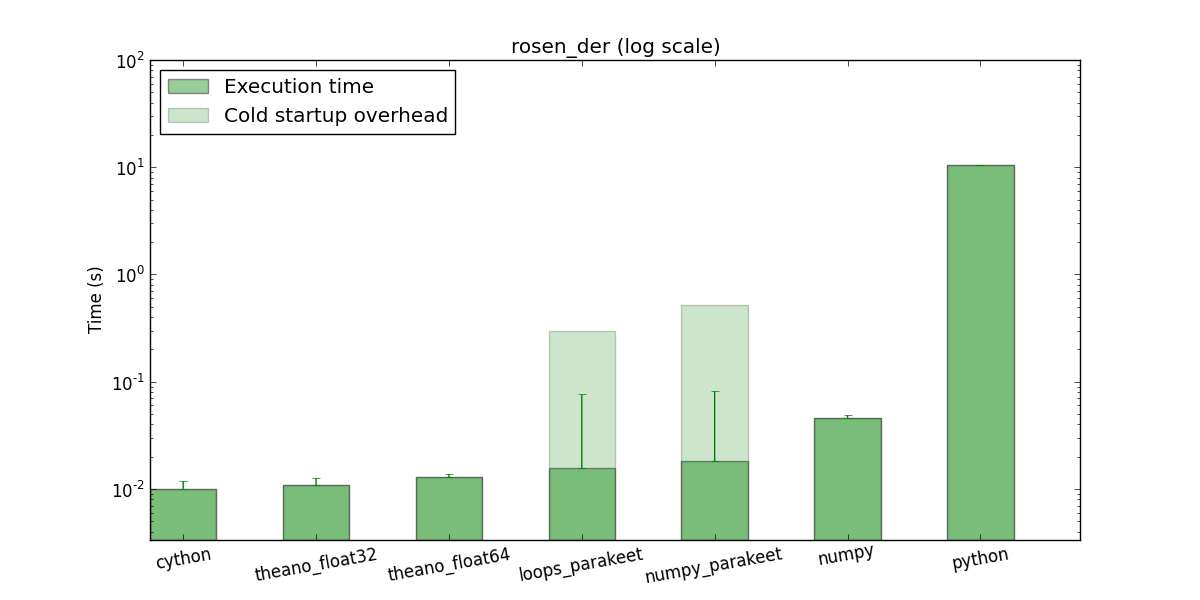 rosen_der (log scale)
Execution time
Cold startup overhead
Time (s)
10^2
10^1
10^0
10^-1
10^-2
cython
theano_float32
theano_float64
loops_parakeet
numpy_parakeet
numpy
python